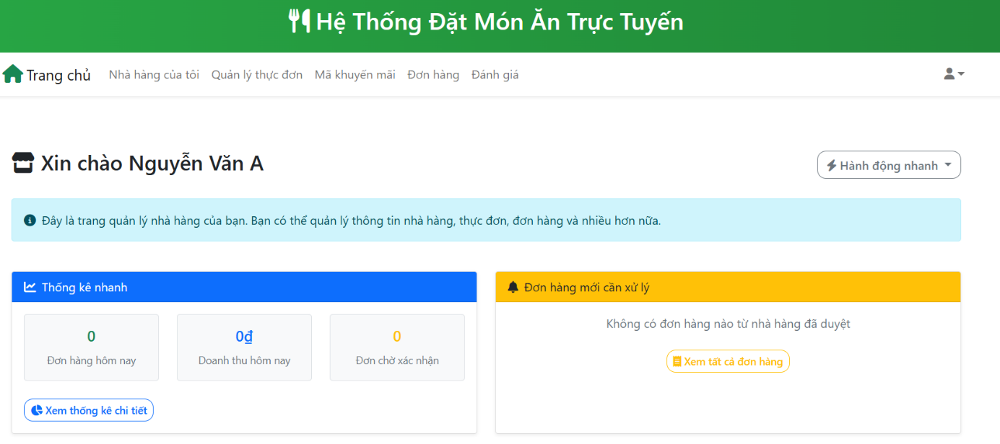 Hệ Thống Đặt Món Ăn Trực Tuyến
Trang chủ Nhà hàng của tôi Quản lý thực đơn Mã khuyến mãi Đơn hàng Đánh giá
Xin chào Nguyễn Văn A
Hành động nhanh
Đây là trang quản lý nhà hàng của bạn. Bạn có thể quản lý thông tin nhà hàng, thực đơn, đơn hàng và nhiều hơn nữa.
Thống kê nhanh
0
Đơn hàng hôm nay
0₫
Doanh thu hôm nay
0
Đơn chờ xác nhận
Xem thống kê chi tiết
Đơn hàng mới cần xử lý
Không có đơn hàng nào từ nhà hàng đã duyệt
Xem tất cả đơn hàng